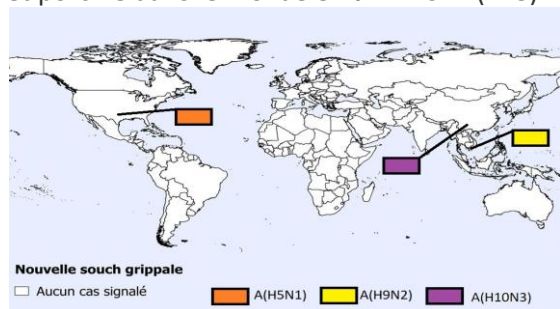 Nouvelle souch grippale
Aucun cas signalé
A(H5N1) A(H9N2) A(H10N3)